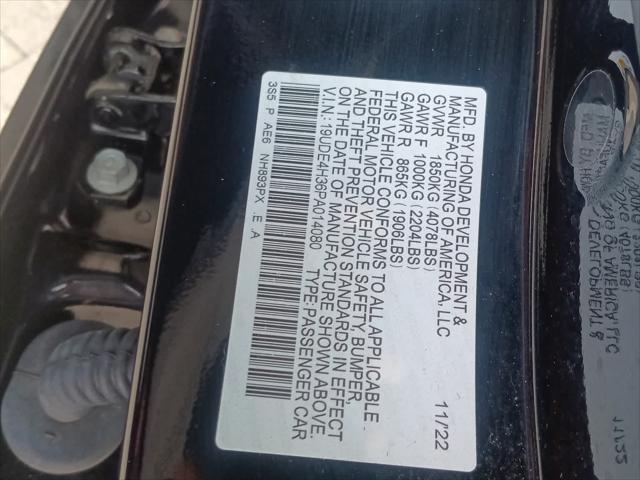 MFD. BY HONDA DEVELOPMENT &
MANUFACTURING OF AMERICA, LLC
GVWR 1850KG (4078LBS) 11/22
GAWR F 1000KG (2204LBS)
GAWR R 865KG (1906LBS)
THIS VEHICLE CONFORMS TO ALL APPLICABLE
FEDERAL MOTOR VEHICLE SAFETY, BUMPER,
AND THEFT PREVENTION STANDARDS IN EFFECT
ON THE DATE OF MANUFACTURE SHOWN ABOVE.
V.I.N.: 19UDE4H36PA014080 TYPE:PASSENGER CAR
3S5 P AE6 NH893PX .E .A